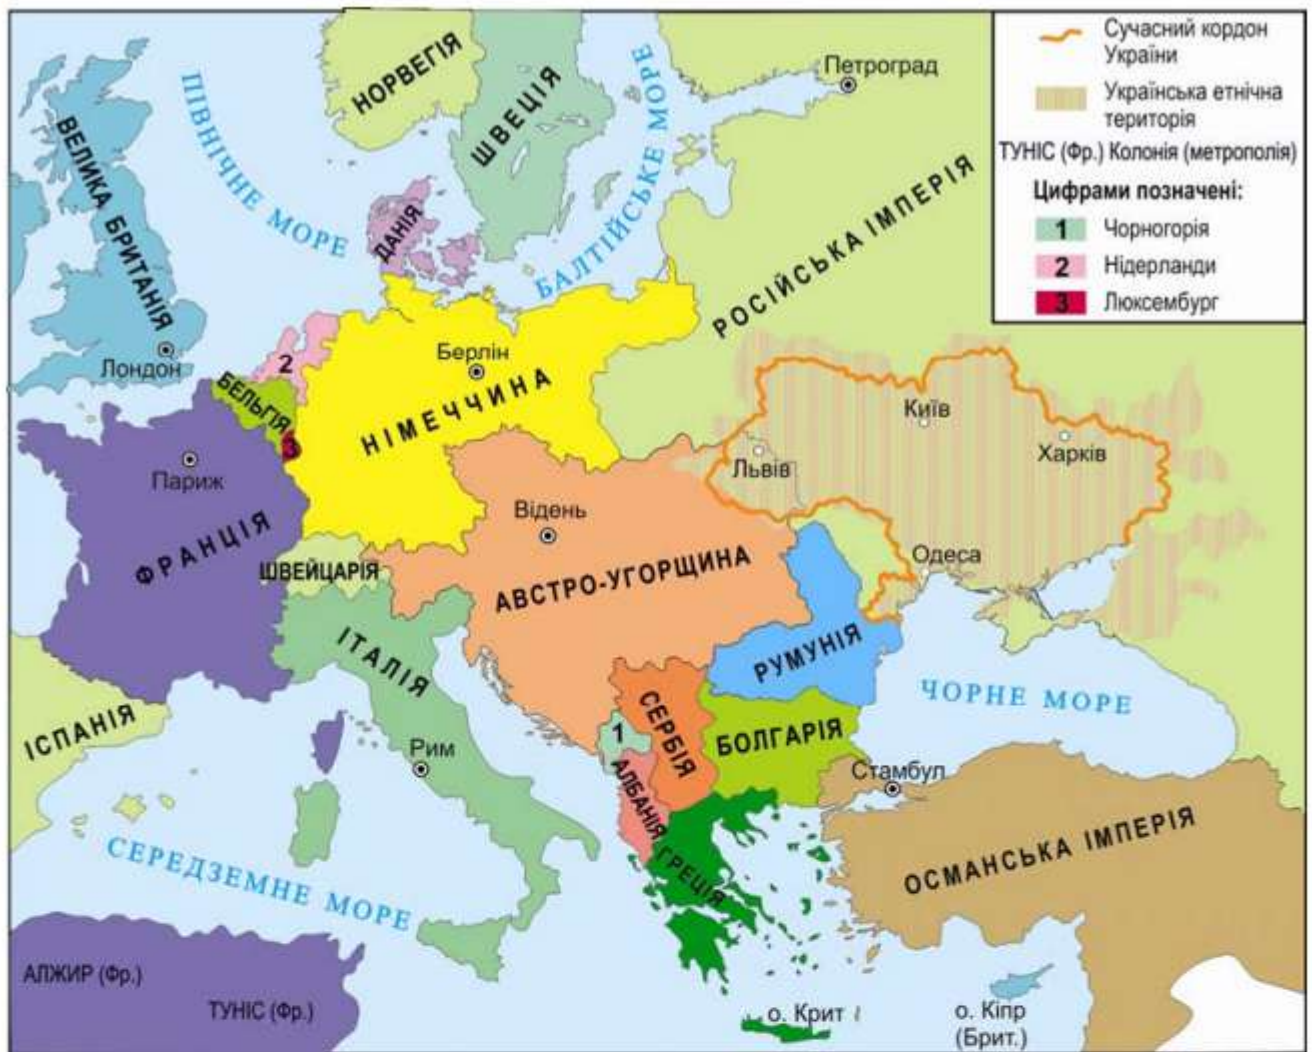 Сучасний кордон
України
Українська етнічна
територія
ТУНІС (Фр.) Колонія (метрополія)
Цифрами позначені:
1 Чорногорія
2 Нідерланди
3 Люксембург
НОРВЕГІЯ
ШВЕЦІЯ
Петроград
ВЕЛИКА БРИТАНІЯ
ПІВНІЧНЕ МОРЕ
БАЛТІЙСЬКЕ МОРЕ
ДАНІЯ
РОСІЙСЬКА ІМПЕРІЯ
Лондон
2
Берлін
БЕЛЬГІЯ
НІМЕЧЧИНА
3
Київ
Харків
Львів
Париж
ФРАНЦІЯ
Відень
ШВЕЙЦАРІЯ
АВСТРО-УГОРЩИНА
Одеса
ІТАЛІЯ
РУМУНІЯ
ІСПАНІЯ
СЕРБІЯ
ЧОРНЕ МОРЕ
1
БОЛГАРІЯ
Рим
АЛБАНІЯ
Стамбул
ГРЕЦІЯ
ОСМАНСЬКА ІМПЕРІЯ
СЕРЕДЗЕМНЕ МОРЕ
АЛЖИР (Фр.)
ТУНІС (Фр.)
о. Крит
о. Кіпр
(Брит.)